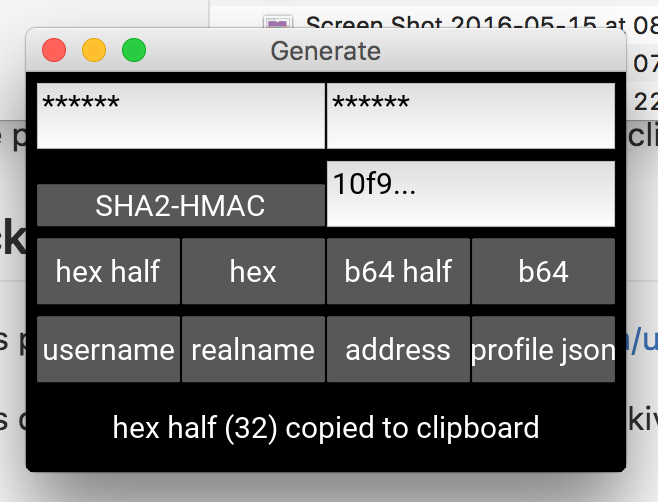 Screen Shot 2016-05-15 at 08
Generate
07
22
****** ******
SHA2-HMAC
10f9...
hex half hex b64 half b64
username realname address profile json
hex half (32) copied to clipboard